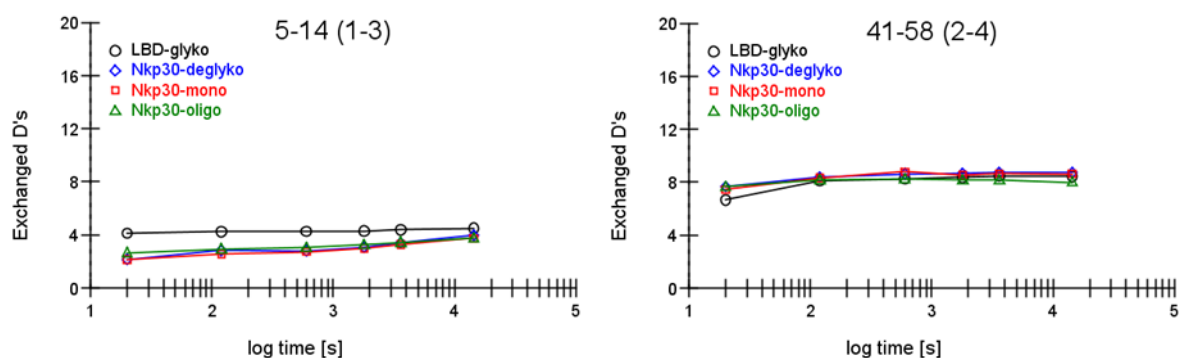 5-14 (1-3)
LBD-glyko
Nkp30-deglyko
Nkp30-mono
Nkp30-oligo
Exchanged D's
20
16
12
8
4
0
1 2 3 4 5
log time [s]
41-58 (2-4)
LBD-glyko
Nkp30-deglyko
Nkp30-mono
Nkp30-oligo
Exchanged D's
20
16
12
8
4
0
1 2 3 4 5
log time [s]